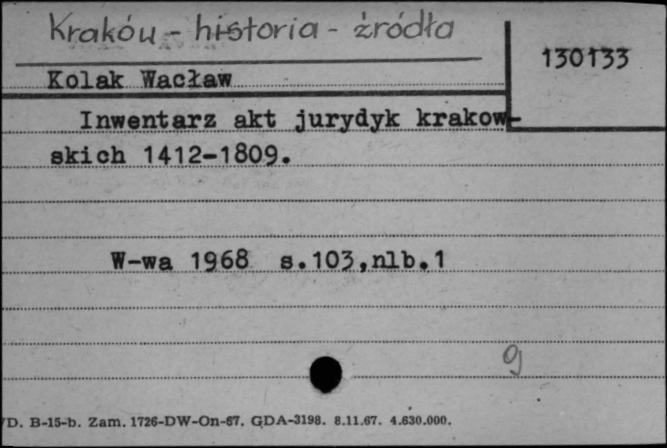 Kraków - historia - źródła
130133
Kolak Wacław
Inwentarz akt jurydyk krakow-
skich 1412-1809.
W-wa 1968 s.103,nlb.1
g
D. B-15-b. Zam. 1726-DW-On-67. GDA-3198. 8.11.67. 4.630.000.